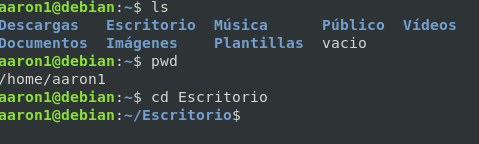 aaron1@debian:~$ ls
Descargas   Escritorio  Música      Público  Vídeos
Documentos  Imágenes    Plantillas  vacio
aaron1@debian:~$ pwd
/home/aaron1
aaron1@debian:~$ cd Escritorio
aaron1@debian:~/Escritorio$